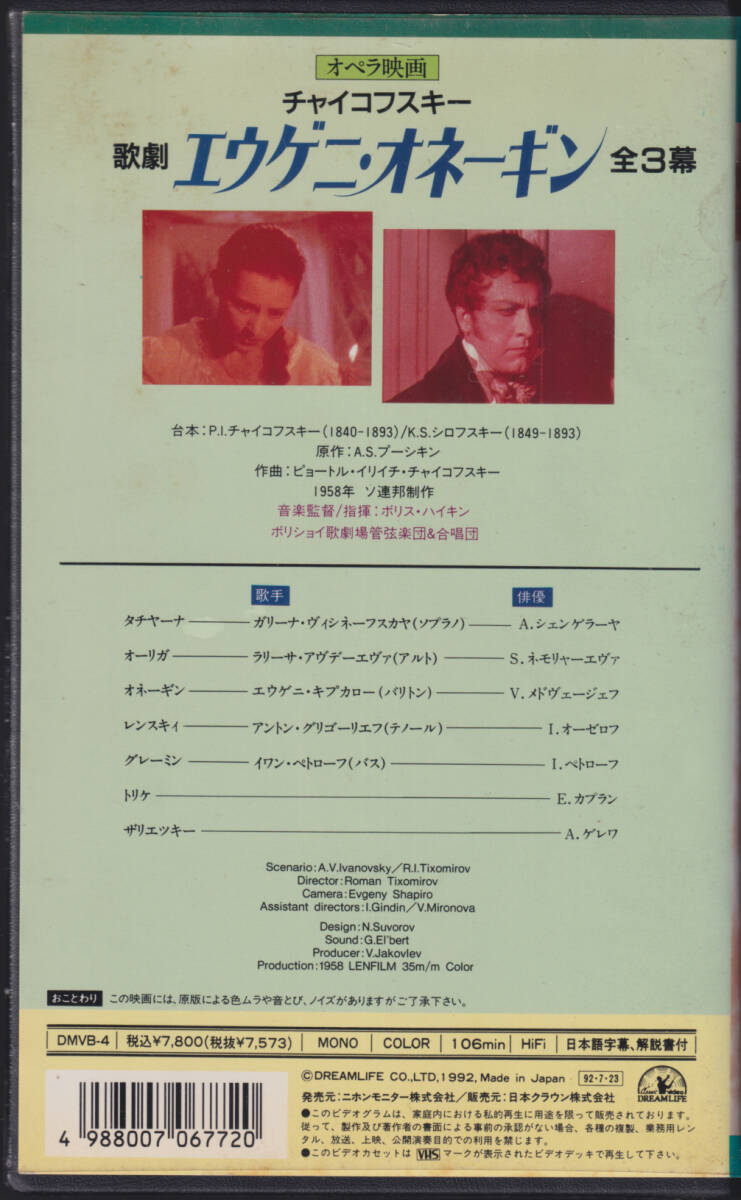 オペラ映画
チャイコフスキー
歌劇 エウゲニ・オネーギン 全3幕
台本：P.I.チャイコフスキー（1840-1893）/K.S.シロフスキー（1849-1893）
原作：A.S.プーシキン
作曲：ピョートル・イリイチ・チャイコフスキー
1958年 ソ連邦制作
音楽監督/指揮：ボリス・ハイキン
ボリショイ歌劇場管弦楽団&合唱団
歌手 俳優
タチヤーナ ガリーナ・ヴィシネーフスカヤ（ソプラノ） A.シェンゲラーヤ
オーリガ ラリーサ・アヴデーエヴァ（アルト） S.ネモリャーエヴァ
オネーギン エウゲニ・キプカロー（バリトン） V.メドヴェージェフ
レンスキィ アントン・グリゴーリエフ（テノール） I.オーゼロフ
グレーミン イワン・ペトローフ（バス） I.ペトローフ
トリケ E.カプラン
ザリエツキー A.ゲレワ
Scenario:A.V.Ivanovsky/R.I.Tixomirov
Director:Roman Tixomirov
Camera:Evgeny Shapiro
Assistant directors:I.Gindin/V.Mironova
Design:N.Suvorov
Sound:G.El'bert
Producer:V.Jakovlev
Production:1958 LENFILM 35m/m Color
おことわり この映画には、原版による色ムラや音とび、ノイズがありますがご了承下さい。
DMVB-4 税込¥7,800(税抜¥7,573) MONO COLOR 106min HiFi 日本語字幕、解説書付
©DREAMLIFE CO.,LTD,1992, Made in Japan 92・7・23
発売元：ニホンモニター株式会社／販売元：日本クラウン株式会社
DREAMLIFE
●このビデオグラムは、家庭内における私的再生に用途を限って販売されております。
従って、製作及び著作者の書面による事前の承認がない場合、各種の複製、業務用レン
タル、放送、上映、公開演奏目的での利用を禁じます。
●このビデオカセットは VHS マークが表示されたビデオデッキで再生して下さい。
4 988007 067720